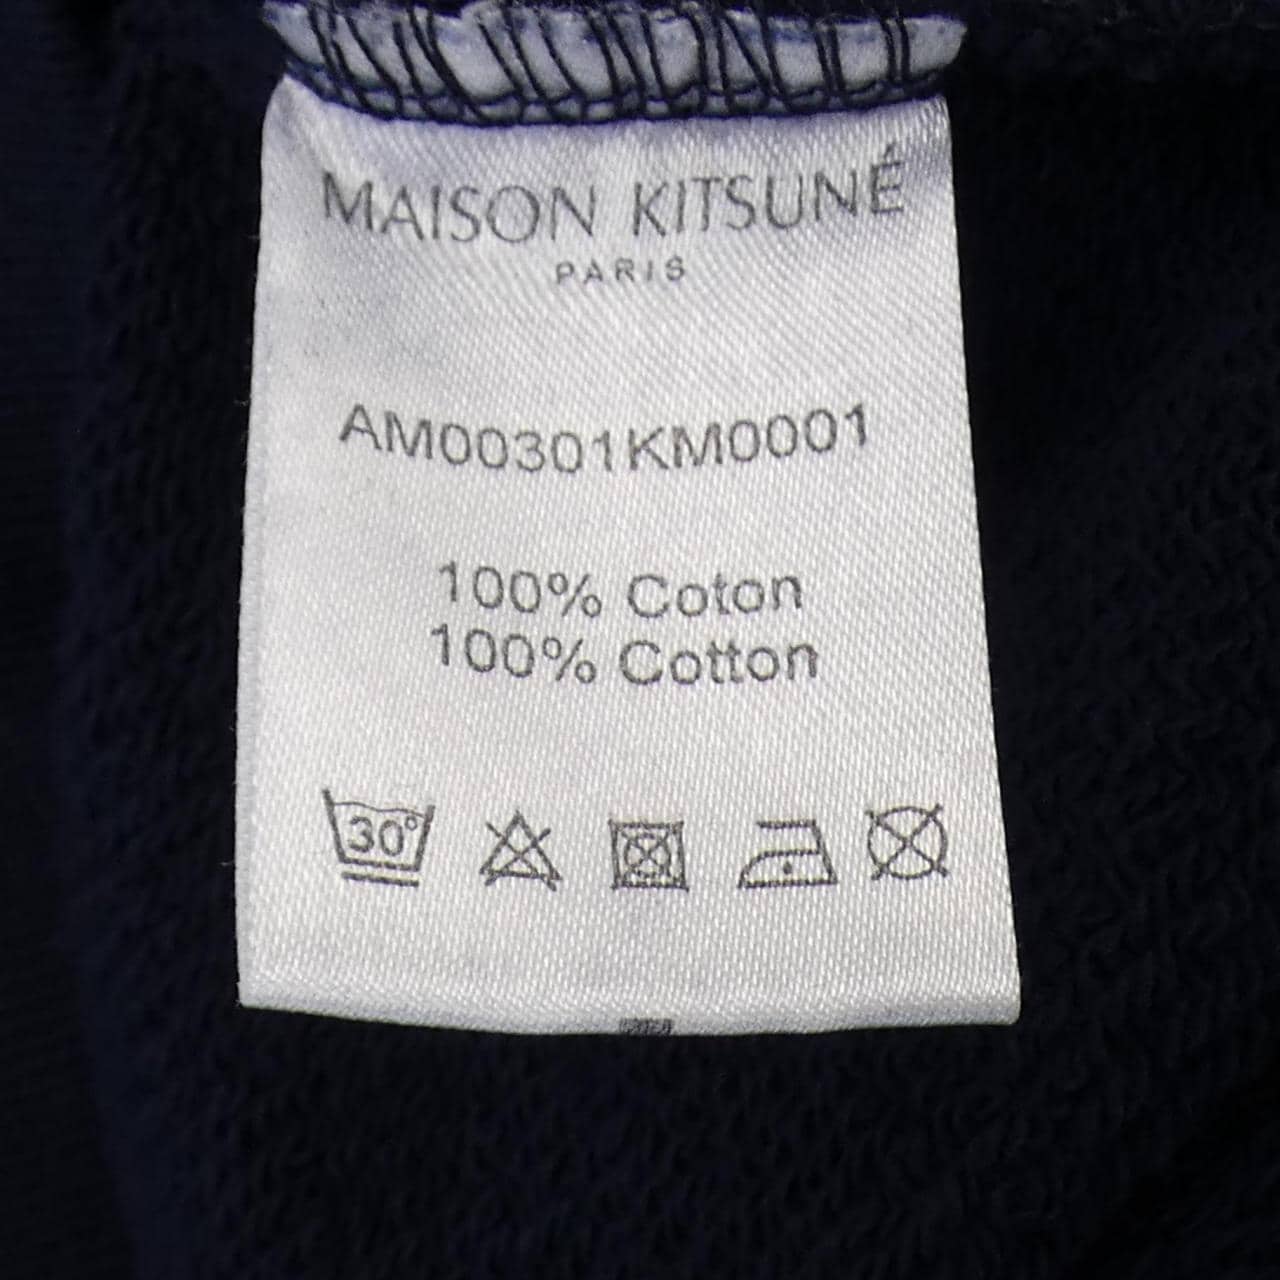 MAISON KITSUNÉ
PARIS
AM00301KM0001
100% Coton
100% Cotton
30°